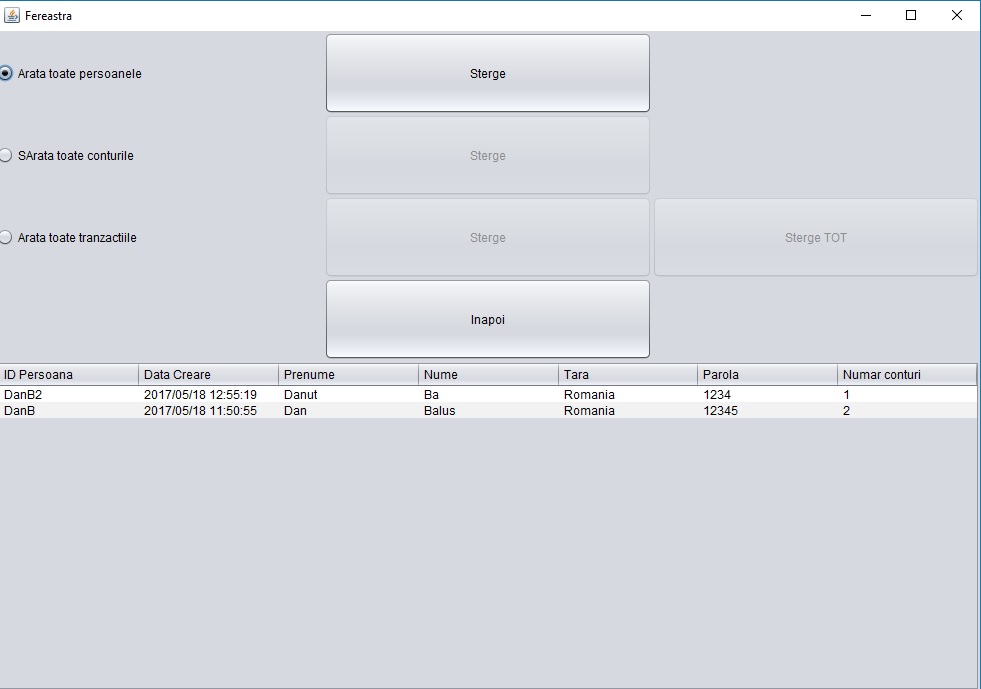 Fereastra
Arata toate persoanele Sterge
SArata toate conturile Sterge
Arata toate tranzactiile Sterge Sterge TOT
Inapoi
ID Persoana Data Creare Prenume Nume Tara Parola Numar conturi
DanB2 2017/05/18 12:55:19 Danut Ba Romania 1234 1
DanB 2017/05/18 11:50:55 Dan Balus Romania 12345 2